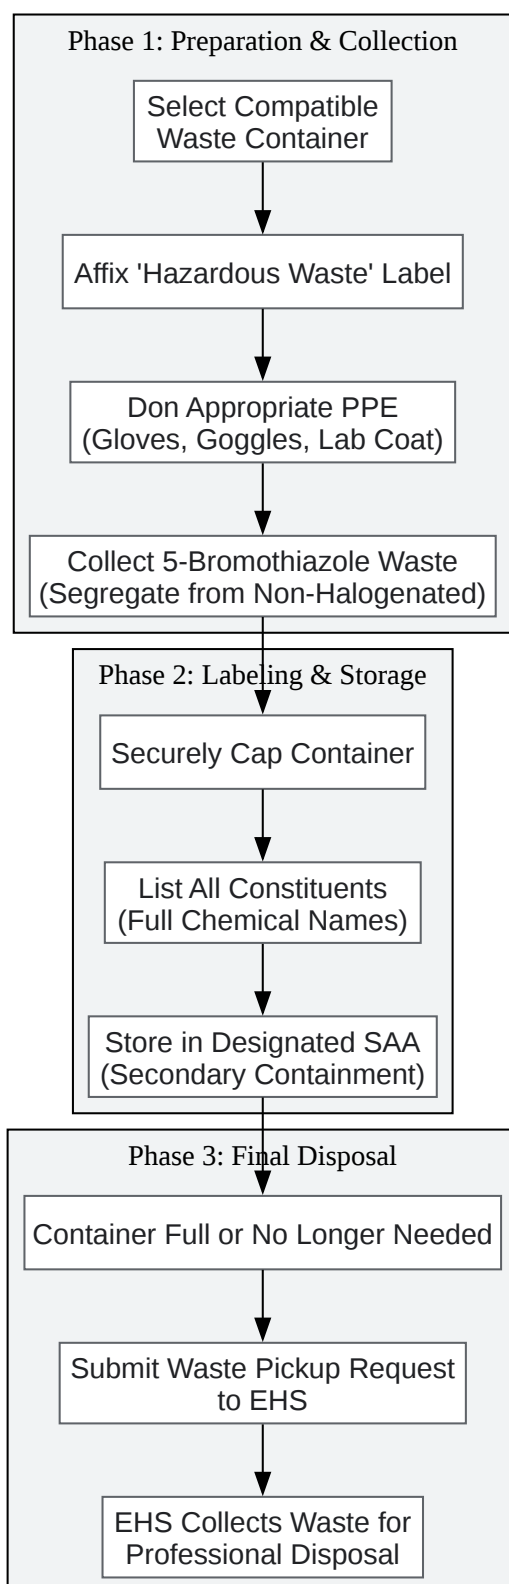 Phase 1: Preparation & Collection
Select Compatible
Waste Container
Affix 'Hazardous Waste' Label
Don Appropriate PPE
(Gloves, Goggles, Lab Coat)
Collect 5-Bromothiazole Waste
(Segregate from Non-Halogenated)
Phase 2: Labeling & Storage
Securely Cap Container
List All Constituents
(Full Chemical Names)
Store in Designated SAA
(Secondary Containment)
Phase 3: Final Disposal
Container Full or No Longer Needed
Submit Waste Pickup Request
to EHS
EHS Collects Waste for
Professional Disposal